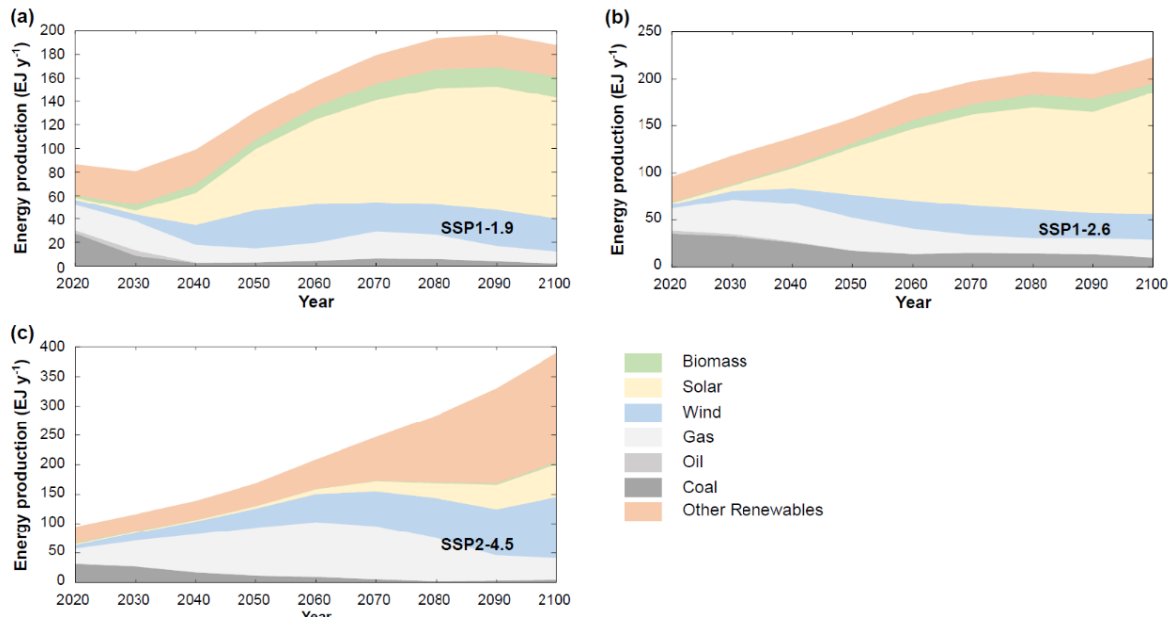 (a)
Energy production (EJ y⁻¹)
200
180
160
140
120
100
80
60
40
20
0
SSP1-1.9
2020 2030 2040 2050 2060 2070 2080 2090 2100
Year
(b)
Energy production (EJ y⁻¹)
250
200
150
100
50
0
SSP1-2.6
2020 2030 2040 2050 2060 2070 2080 2090 2100
Year
(c)
Energy production (EJ y⁻¹)
400
350
300
250
200
150
100
50
0
SSP2-4.5
2020 2030 2040 2050 2060 2070 2080 2090 2100
Year
Biomass
Solar
Wind
Gas
Oil
Coal
Other Renewables